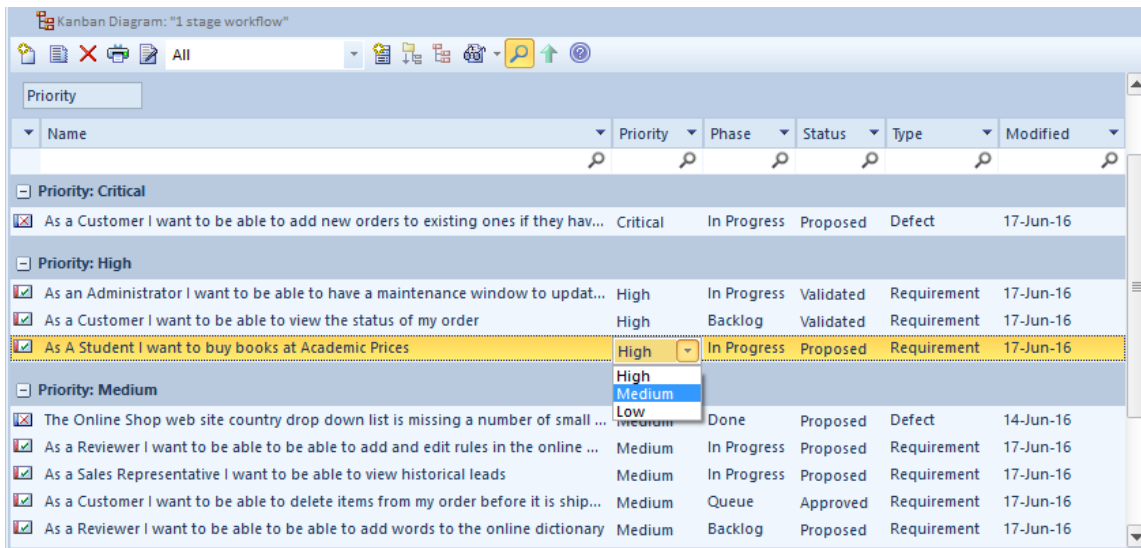 Kanban Diagram: "1 stage workflow"
All
Priority
Name Priority Phase Status Type Modified
Priority: Critical
As a Customer I want to be able to add new orders to existing ones if they hav... Critical In Progress Proposed Defect 17-Jun-16
Priority: High
As an Administrator I want to be able to have a maintenance window to updat... High In Progress Validated Requirement 17-Jun-16
As a Customer I want to be able to view the status of my order High Backlog Validated Requirement 17-Jun-16
As A Student I want to buy books at Academic Prices High In Progress Proposed Requirement 17-Jun-16
High
Priority: Medium
Medium
Low
The Online Shop web site country drop down list is missing a number of small ... Medium Done Proposed Defect 14-Jun-16
As a Reviewer I want to be able to be able to add and edit rules in the online ... Medium In Progress Proposed Requirement 17-Jun-16
As a Sales Representative I want to be able to view historical leads Medium In Progress Proposed Requirement 17-Jun-16
As a Customer I want to be able to delete items from my order before it is ship... Medium Queue Approved Requirement 17-Jun-16
As a Reviewer I want to be able to be able to add words to the online dictionary Medium Backlog Proposed Requirement 17-Jun-16